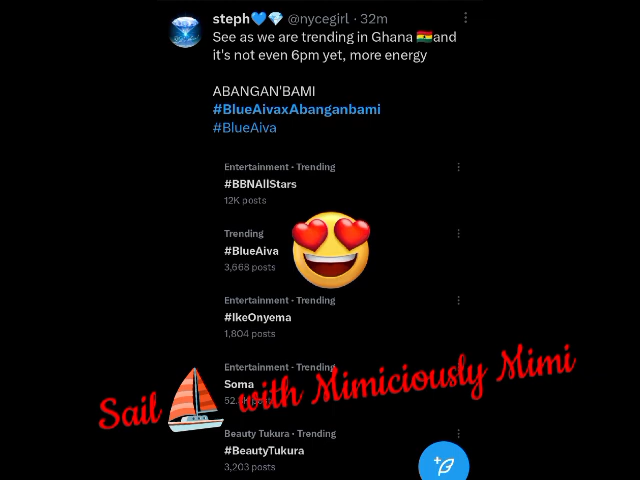 steph💙💎 @nycegirl · 32m
See as we are trending in Ghana 🇬🇭and
it's not even 6pm yet, more energy
ABANGAN'BAMI
#BlueAivaxAbanganbami
#BlueAiva
Entertainment · Trending
#BBNAllStars
12K posts
Trending
#BlueAiva
3,668 posts
Entertainment · Trending
#IkeOnyema
1,804 posts
Entertainment · Trending
Soma
posts
Sail with Mimiciously Mimi
Beauty Tukura · Trending
#BeautyTukura
3,203 posts